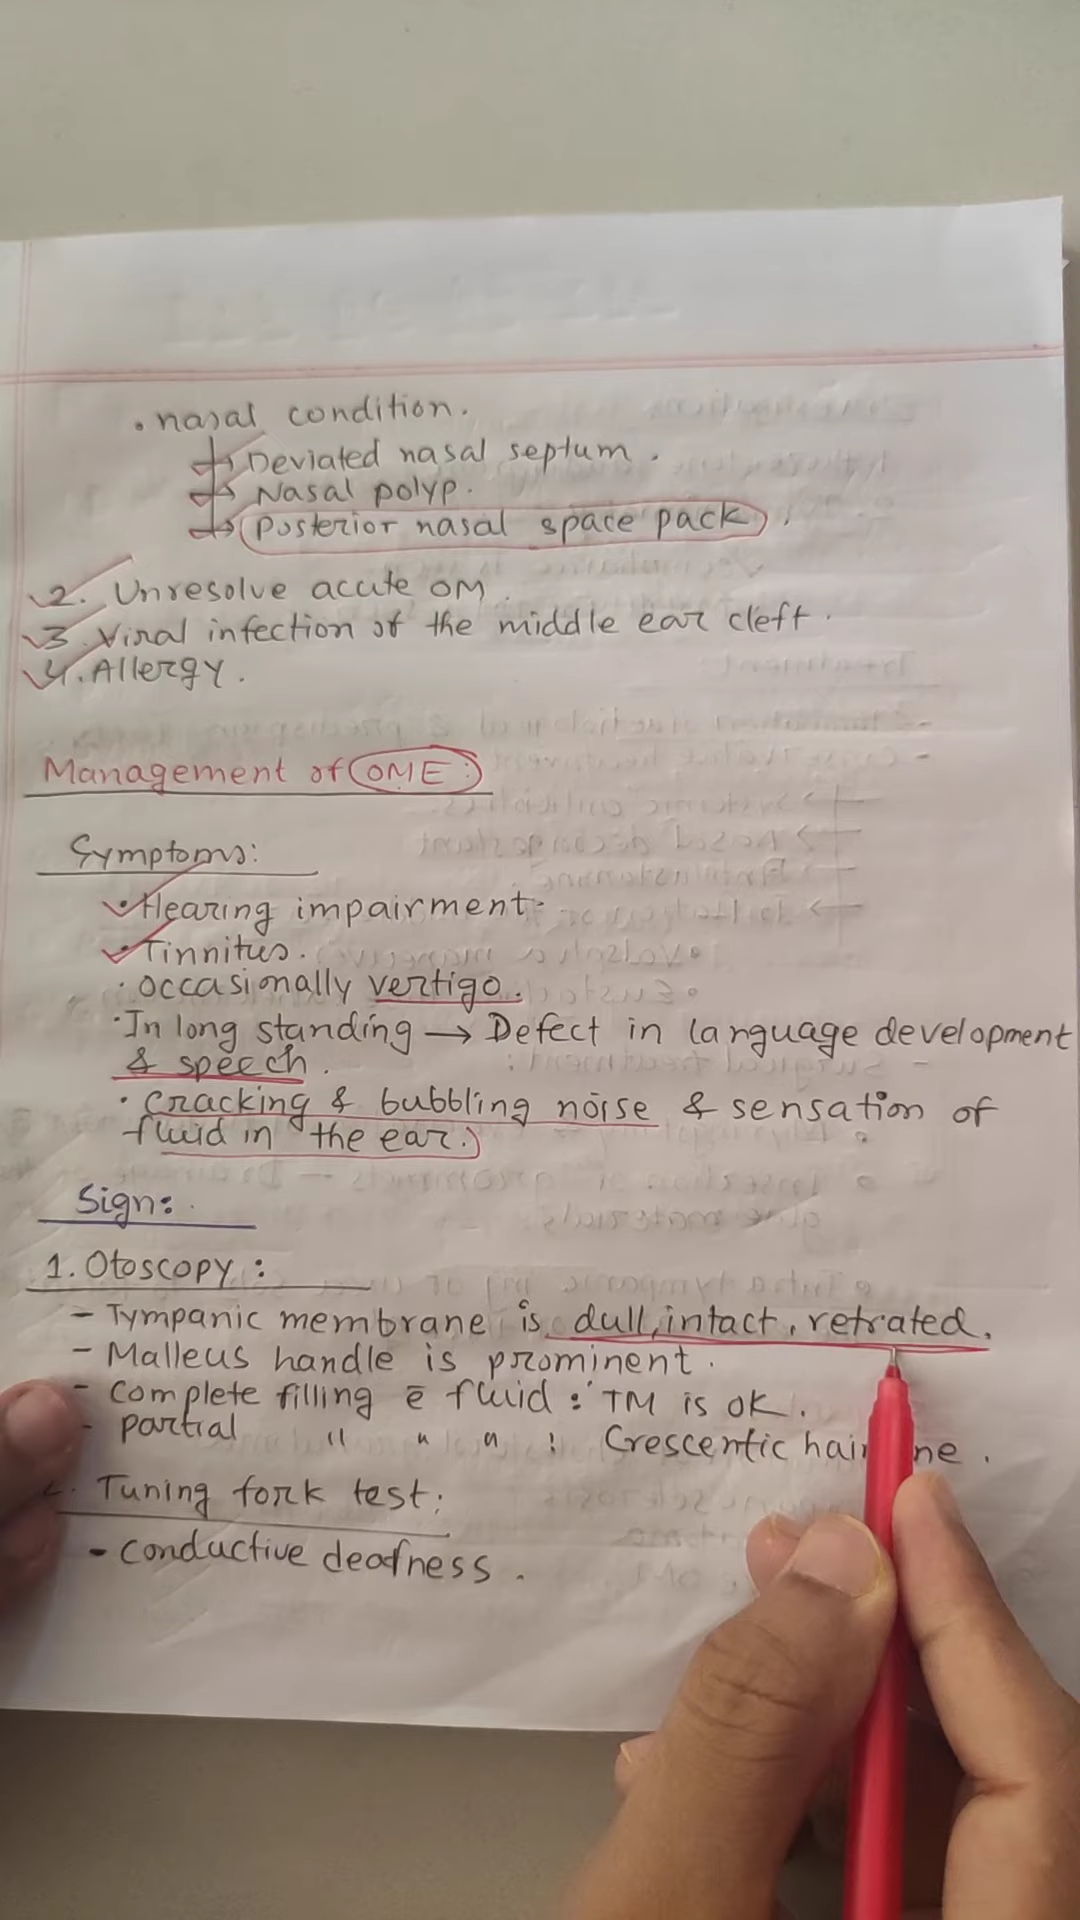 . nasal condition.
→ Deviated nasal septum.
→ Nasal polyp.
→ Posterior nasal space pack.
2. Unresolve acute OM.
3. Viral infection of the middle ear cleft.
4. Allergy.
Management of OME:
Symptoms:
• Hearing impairment.
• Tinnitus.
• occasionally vertigo.
• In long standing → Defect in language development
& speech.
• cracking & bubbling noise & sensation of
fluid in the ear.
Sign:
1. Otoscopy:
- Tympanic membrane is dull, intact, retrated.
- Malleus handle is prominent.
- complete filling ē fluid : TM is ok.
- partial " " " : Crescentic
Tuning fork test:
- conductive deafness.